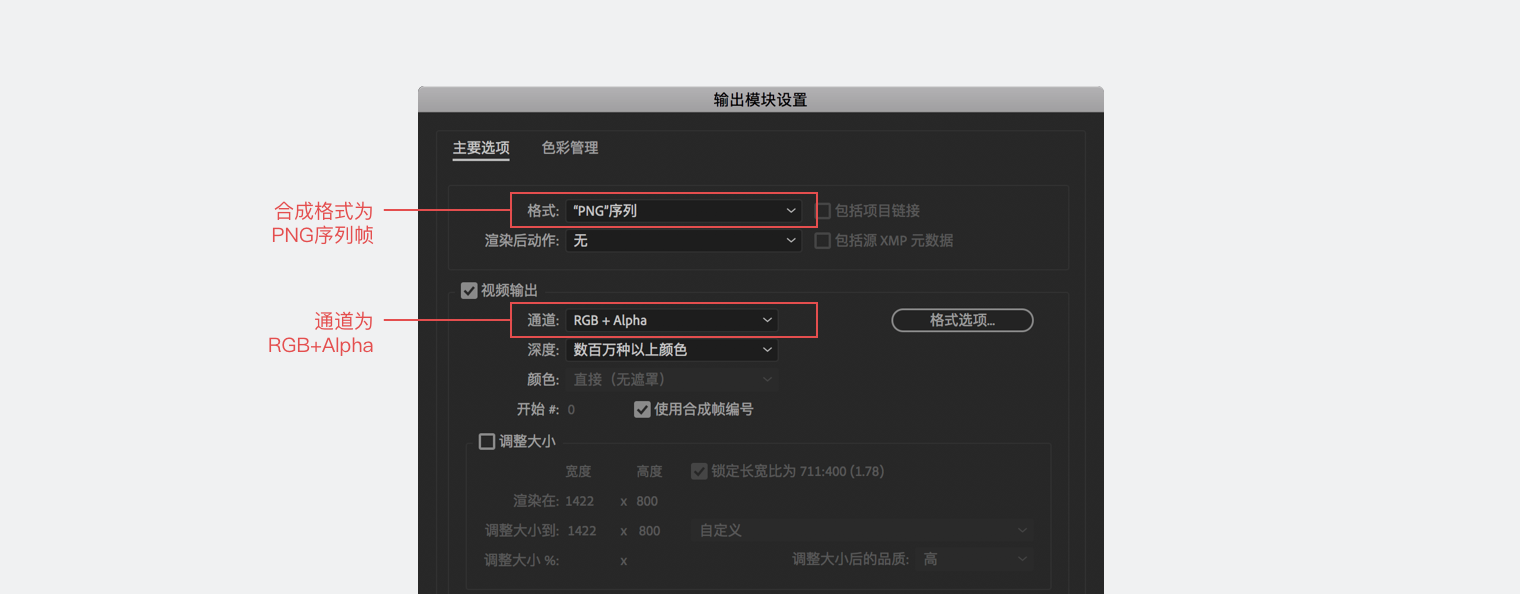 输出模块设置
主要选项 色彩管理
合成格式为
PNG序列帧
格式: "PNG"序列 包括项目链接
渲染后动作: 无 包括源 XMP 元数据
视频输出
通道为
RGB+Alpha
通道: RGB + Alpha 格式选项...
深度: 数百万种以上颜色
颜色: 直接（无遮罩）
开始 #: 0 使用合成帧编号
调整大小
宽度 高度 锁定长宽比为 711:400 (1.78)
渲染在: 1422 x 800
调整大小到: 1422 x 800 自定义
调整大小 %: x 调整大小后的品质: 高